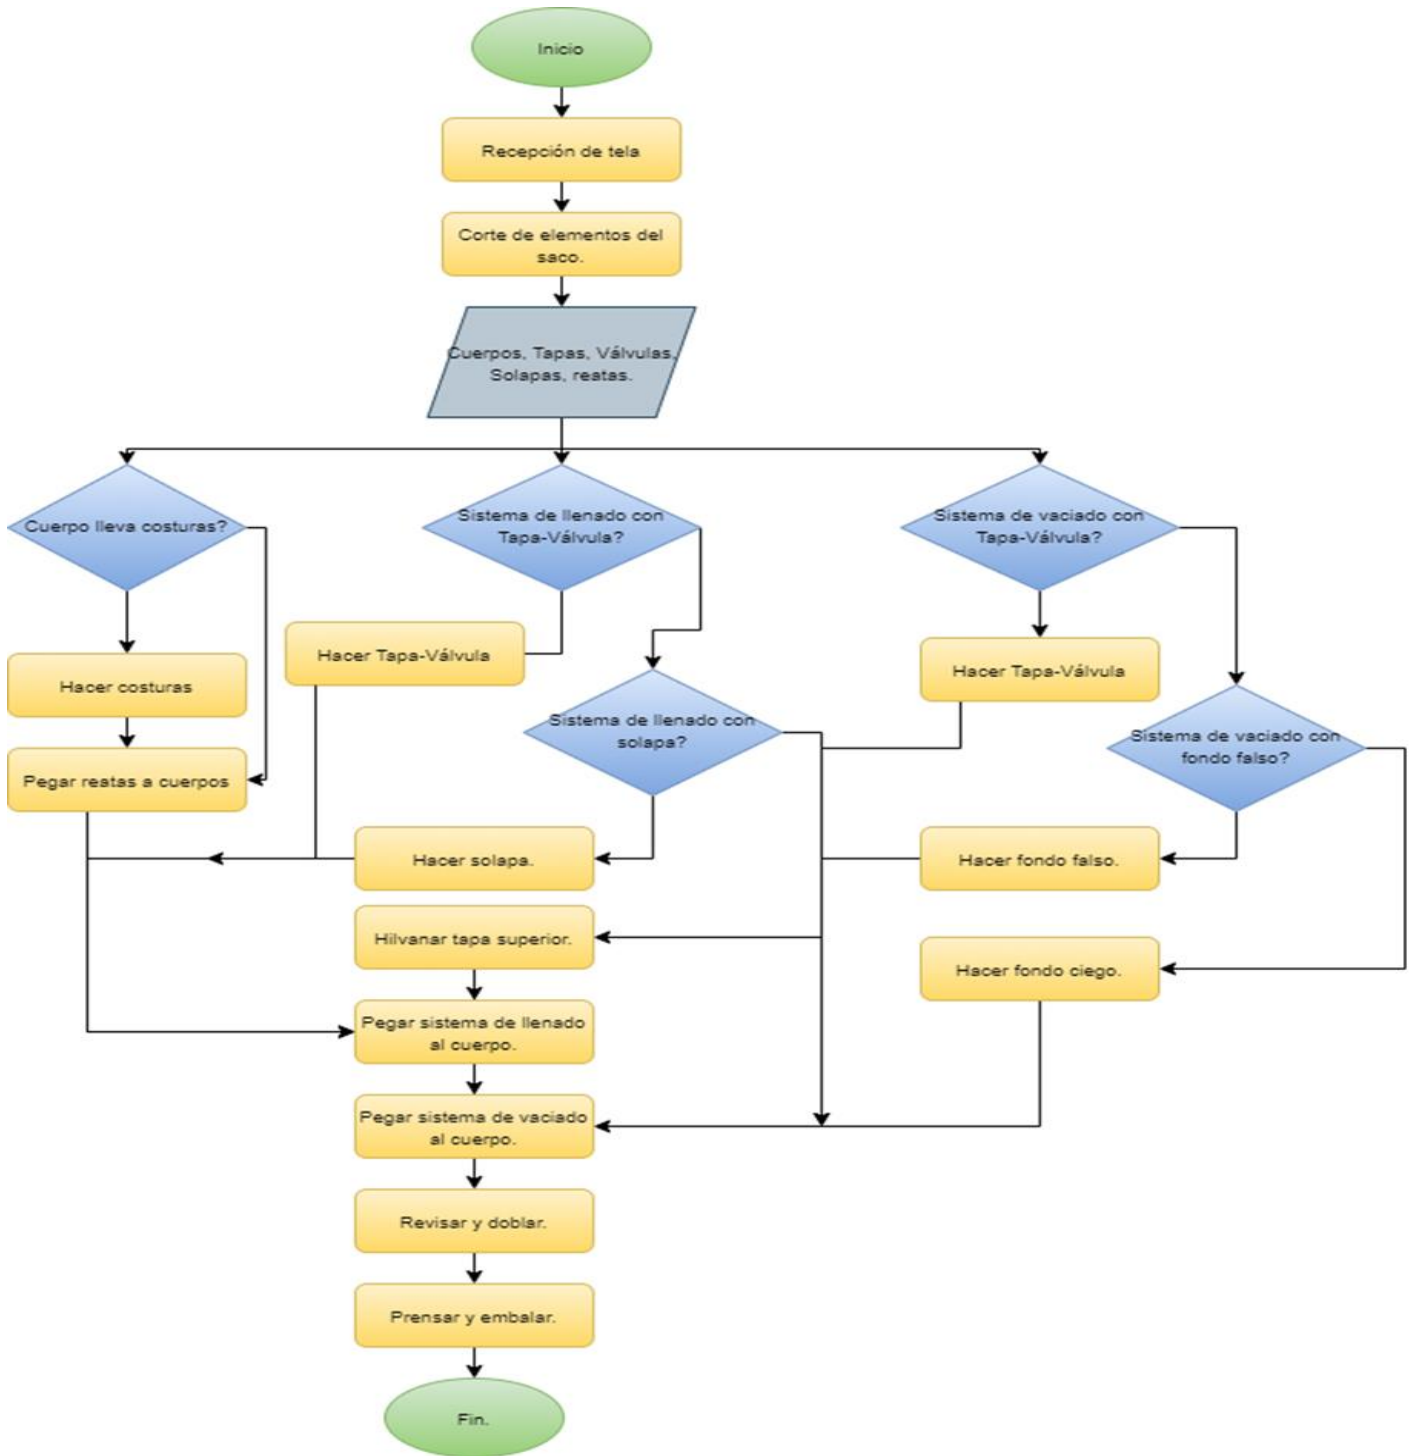 Inicio
Recepción de tela
Corte de elementos del
saco.
Cuerpos, Tapas, Válvulas,
Solapas, reatas.
Cuerpo lleva costuras?
Sistema de llenado con
Tapa-Válvula?
Sistema de vaciado con
Tapa-Válvula?
Hacer Tapa-Válvula
Hacer costuras
Hacer Tapa-Válvula
Sistema de llenado con
solapa?
Sistema de vaciado con
fondo falso?
Pegar reatas a cuerpos
Hacer solapa.
Hacer fondo falso.
Hilvanar tapa superior.
Hacer fondo ciego.
Pegar sistema de llenado
al cuerpo.
Pegar sistema de vaciado
al cuerpo.
Revisar y doblar.
Prensar y embalar.
Fin.